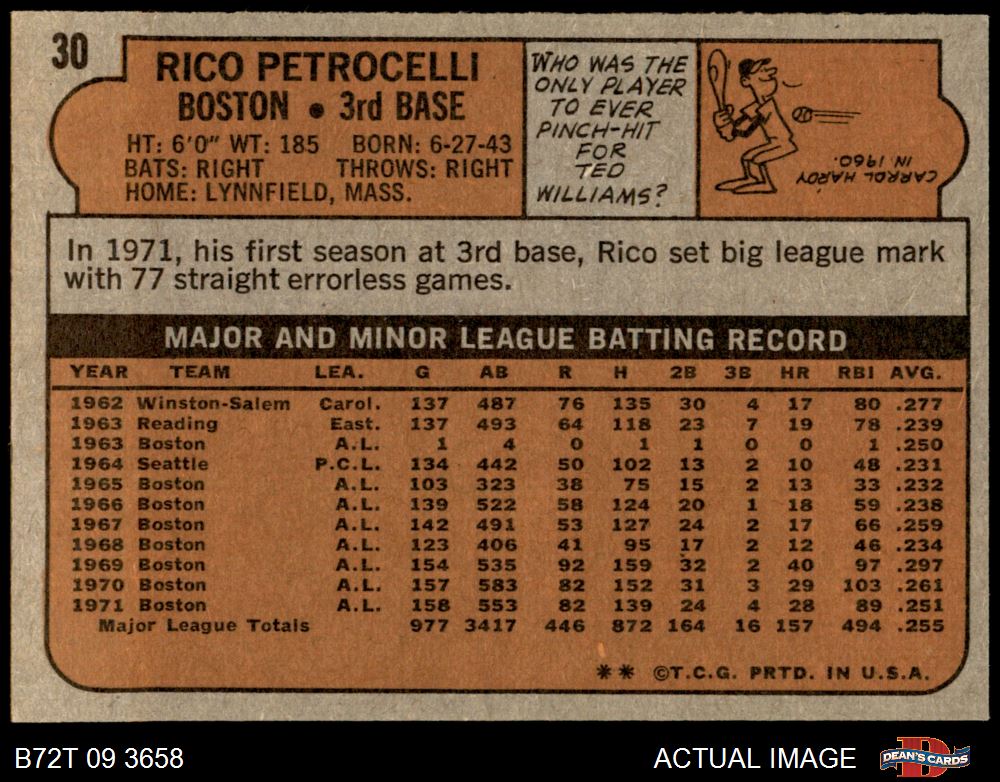 30
RICO PETROCELLI
BOSTON • 3rd BASE
HT: 6'0" WT: 185 BORN: 6-27-43
BATS: RIGHT THROWS: RIGHT
HOME: LYNNFIELD, MASS.
WHO WAS THE
ONLY PLAYER
TO EVER
PINCH-HIT
FOR
TED
WILLIAMS?
CARROL HARDY
IN 1960.
In 1971, his first season at 3rd base, Rico set big league mark
with 77 straight errorless games.
MAJOR AND MINOR LEAGUE BATTING RECORD
YEAR TEAM LEA. G AB R H 2B 3B HR RBI AVG.
1962 Winston-Salem Carol. 137 487 76 135 30 4 17 80 .277
1963 Reading East. 137 493 64 118 23 7 19 78 .239
1963 Boston A.L. 1 4 0 1 1 0 0 1 .250
1964 Seattle P.C.L. 134 442 50 102 13 2 10 48 .231
1965 Boston A.L. 103 323 38 75 15 2 13 33 .232
1966 Boston A.L. 139 522 58 124 20 1 18 59 .238
1967 Boston A.L. 142 491 53 127 24 2 17 66 .259
1968 Boston A.L. 123 406 41 95 17 2 12 46 .234
1969 Boston A.L. 154 535 92 159 32 2 40 97 .297
1970 Boston A.L. 157 583 82 152 31 3 29 103 .261
1971 Boston A.L. 158 553 82 139 24 4 28 89 .251
Major League Totals 977 3417 446 872 164 16 157 494 .255
** ©T.C.G. PRTD. IN U.S.A.
B72T 09 3658
ACTUAL IMAGE
DEAN'S CARDS